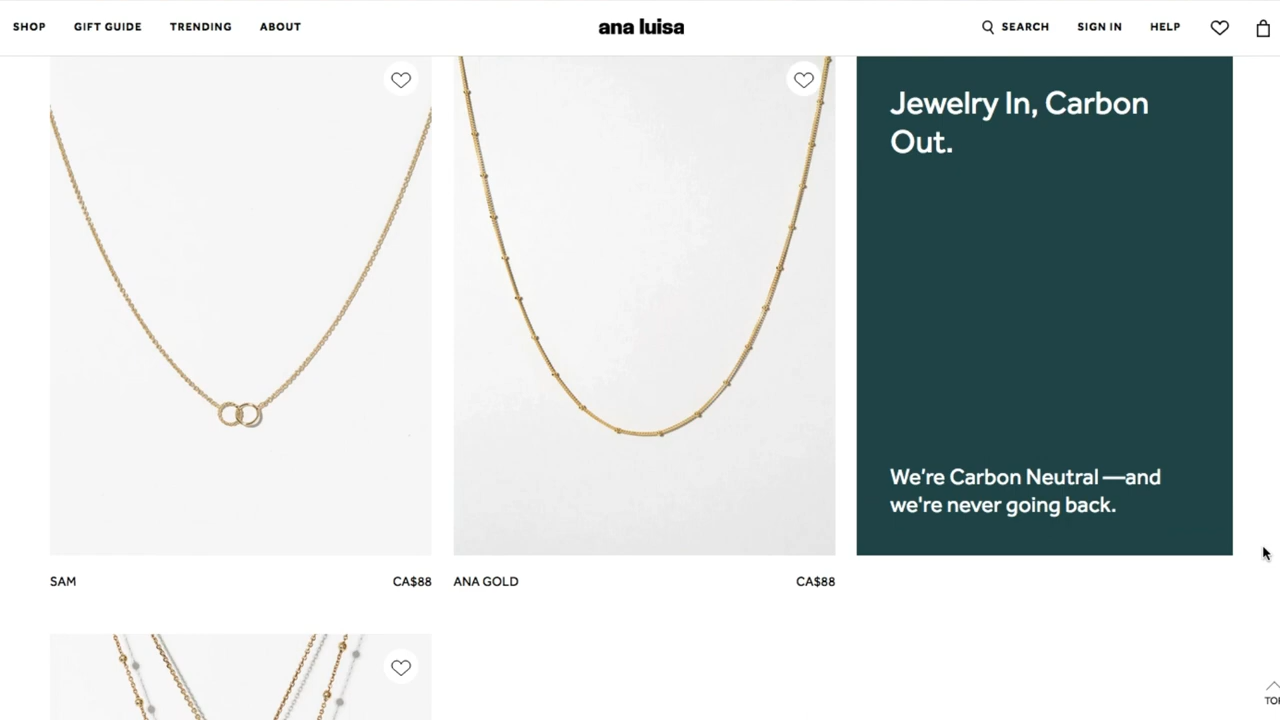 SHOP GIFT GUIDE TRENDING ABOUT ana luisa SEARCH SIGN IN HELP
Jewelry In, Carbon
Out.
We're Carbon Neutral—and
we're never going back.
SAM CA$88
ANA GOLD CA$88